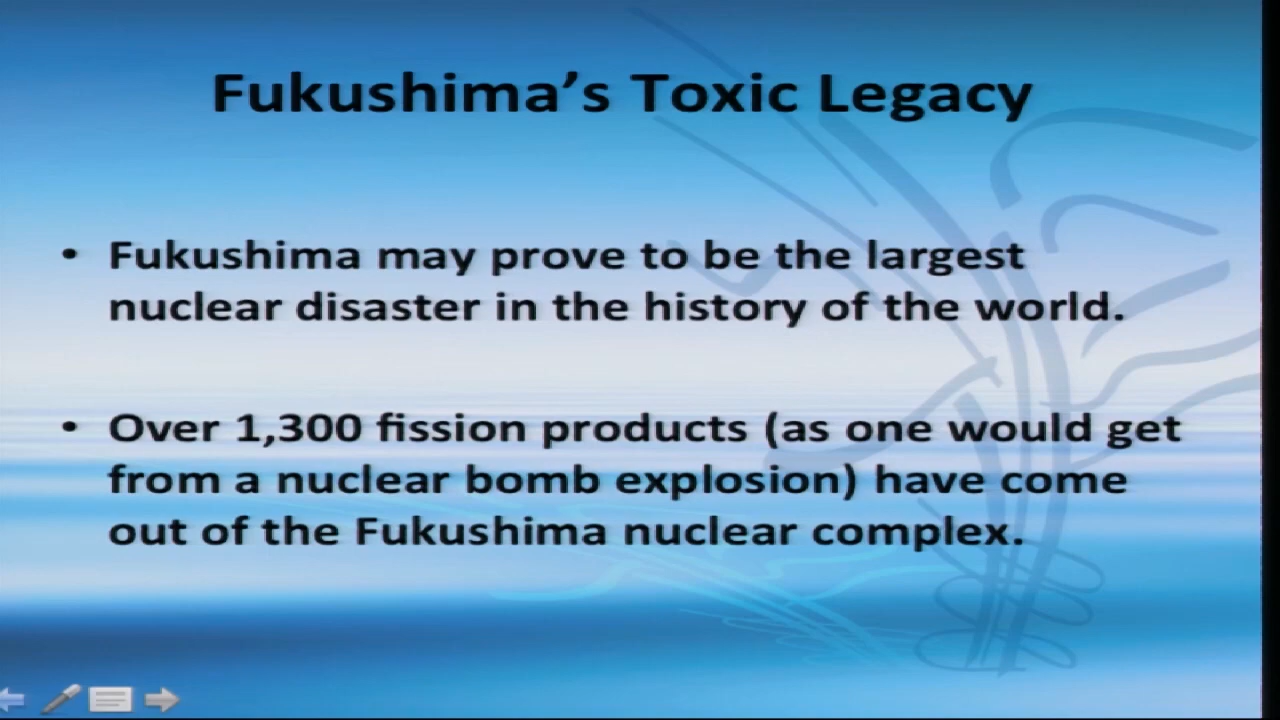 Fukushima’s Toxic Legacy
• Fukushima may prove to be the largest
nuclear disaster in the history of the world.
• Over 1,300 fission products (as one would get
from a nuclear bomb explosion) have come
out of the Fukushima nuclear complex.